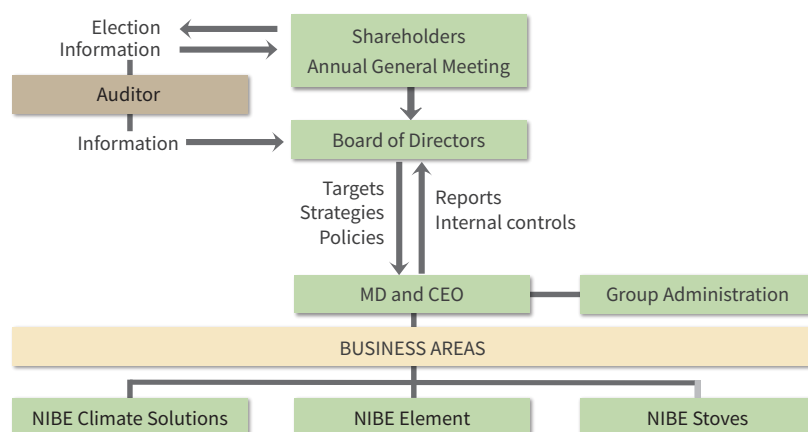 Election
Information
Shareholders
Annual General Meeting
Auditor
Information
Board of Directors
Targets
Strategies
Policies
Reports
Internal controls
MD and CEO
Group Administration
BUSINESS AREAS
NIBE Climate Solutions
NIBE Element
NIBE Stoves